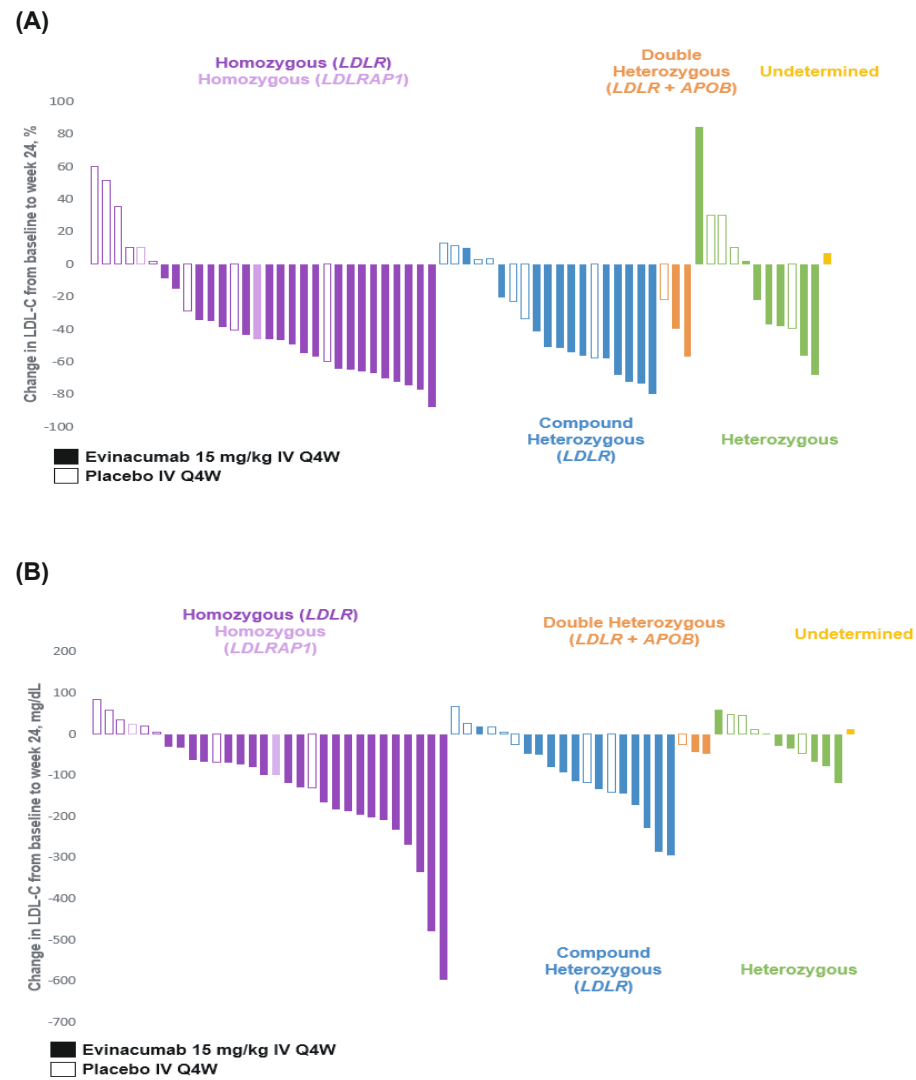 (A)
Homozygous (LDLR)
Homozygous (LDLRAP1)
Double
Heterozygous
(LDLR + APOB)
Undetermined
Change in LDL-C from baseline to week 24, %
100
80
60
40
20
0
-20
-40
-60
-80
-100
Compound
Heterozygous
(LDLR)
Heterozygous
Evinacumab 15 mg/kg IV Q4W
Placebo IV Q4W
(B)
Homozygous (LDLR)
Homozygous
(LDLRAP1)
Double Heterozygous
(LDLR + APOB)
Undetermined
Change in LDL-C from baseline to week 24, mg/dL
200
100
0
-100
-200
-300
-400
-500
-600
-700
Compound
Heterozygous
(LDLR)
Heterozygous
Evinacumab 15 mg/kg IV Q4W
Placebo IV Q4W